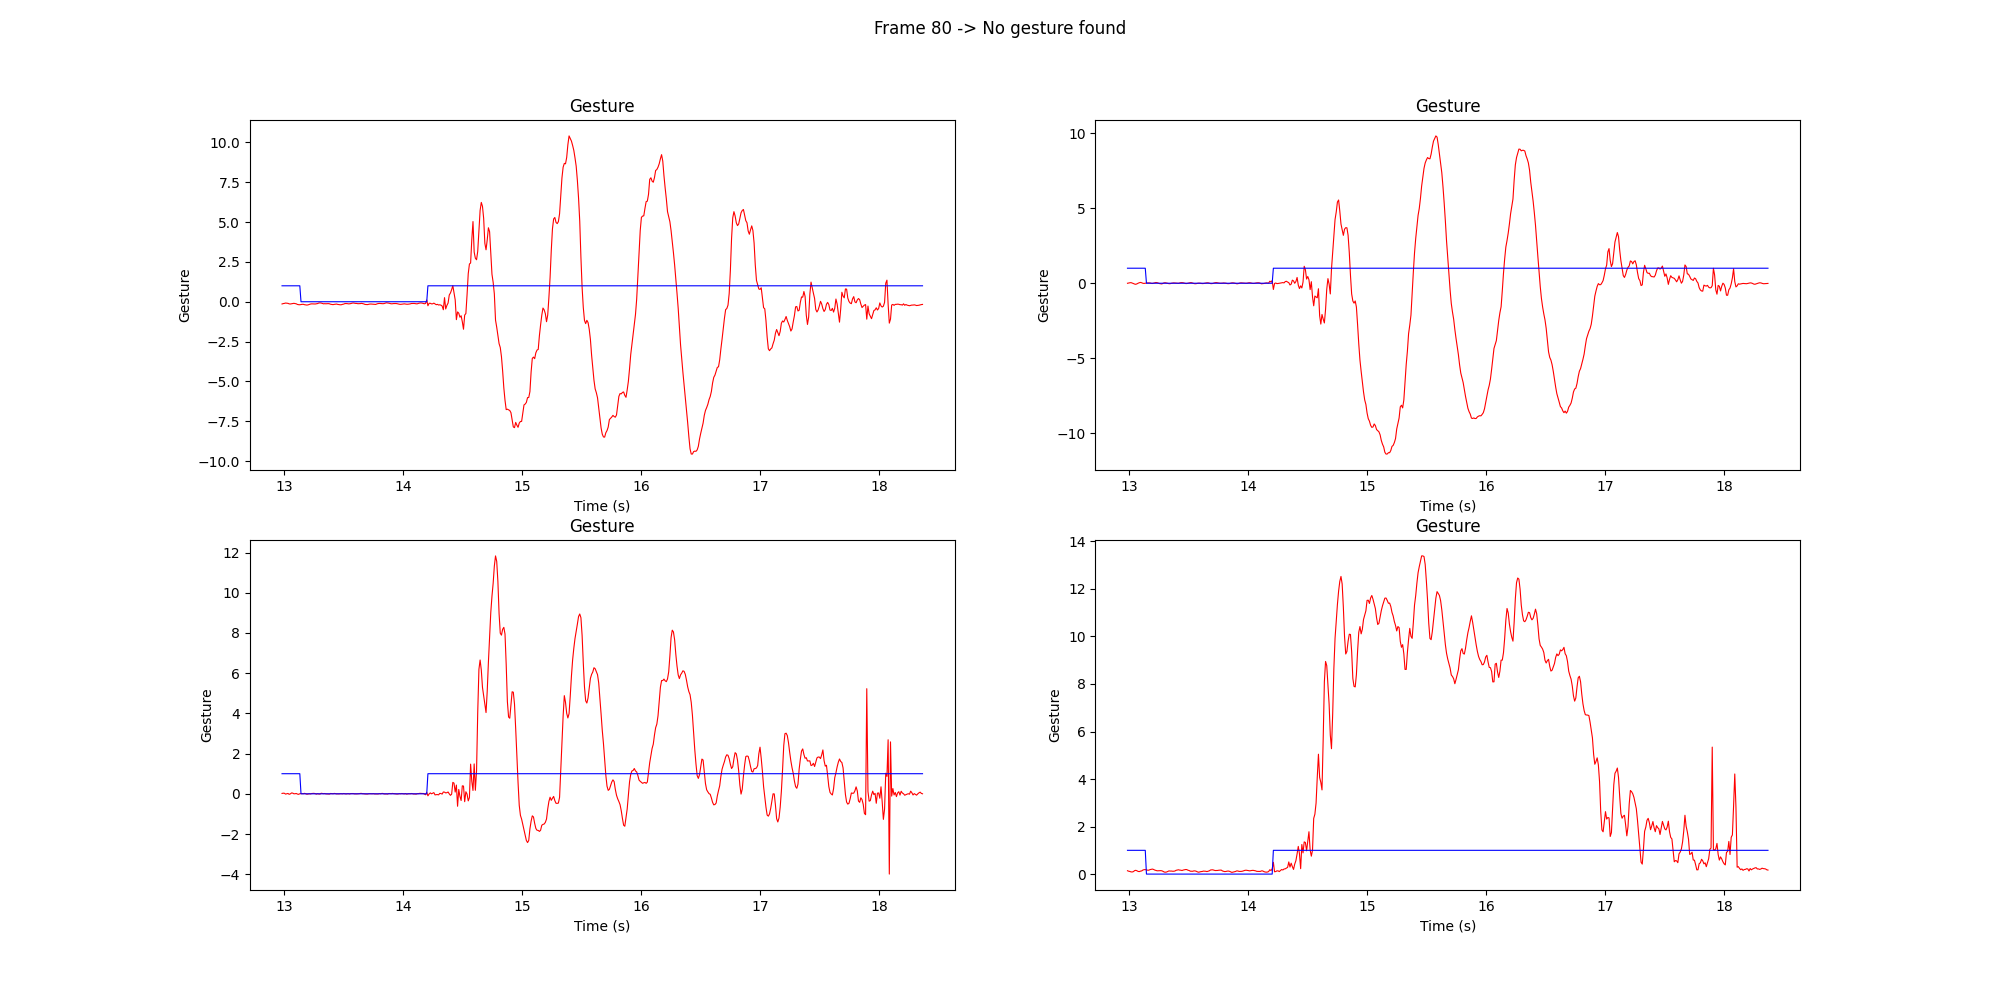 Frame 80 -> No gesture found
Gesture
Gesture
10.0
7.5
5.0
2.5
0.0
−2.5
−5.0
−7.5
−10.0
13 14 15 16 17 18
Time (s)
Gesture
Gesture
10
5
0
−5
−10
13 14 15 16 17 18
Time (s)
Gesture
Gesture
12
10
8
6
4
2
0
−2
−4
13 14 15 16 17 18
Time (s)
Gesture
Gesture
14
12
10
8
6
4
2
0
13 14 15 16 17 18
Time (s)